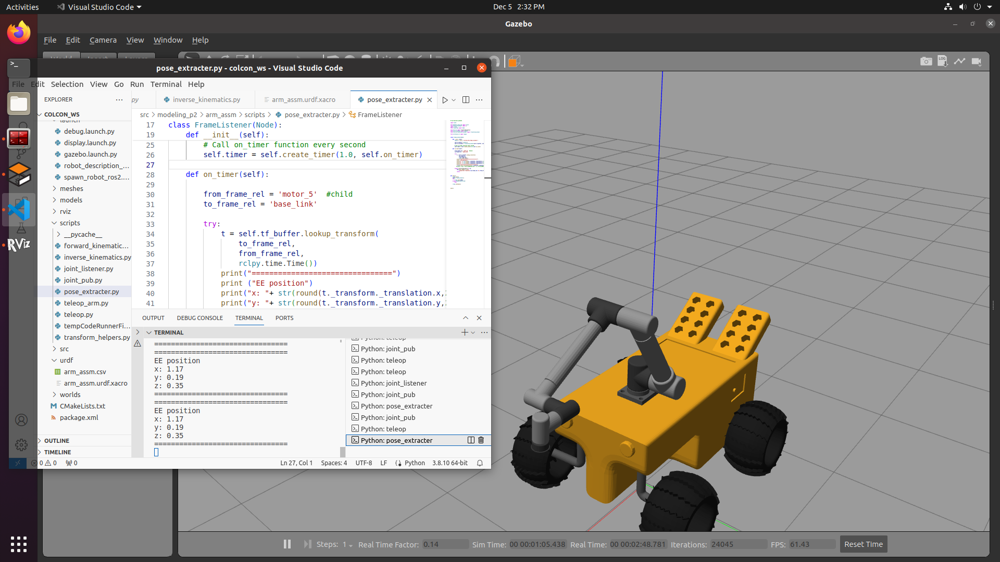 Activities
Visual Studio Code
Dec 5 2:32 PM
Gazebo
File Edit Camera View Window Help
pose_extracter.py - colcon_ws - Visual Studio Code
File Edit Selection View Go Run Terminal Help
EXPLORER
py
inverse_kinematics.py
arm_assm.urdf.xacro
pose_extracter.py
COLCON_WS
launch
debug.launch.py
display.launch.py
gazebo.launch.py
robot_description_...
spawn_robot_ros2....
meshes
models
rviz
scripts
__pycache__
forward_kinematic...
inverse_kinematics.py
joint_listener.py
joint_pub.py
pose_extracter.py
teleop_arm.py
teleop.py
tempCodeRunnerFi...
transform_helpers.py
src
urdf
arm_assm.csv
arm_assm.urdf.xacro
worlds
CMakeLists.txt
package.xml
OUTLINE
TIMELINE
src > modeling_p2 > arm_assm > scripts > pose_extracter.py > FrameListener
17 class FrameListener(Node):
19 def __init__(self):
25 # Call on_timer function every second
26 self.timer = self.create_timer(1.0, self.on_timer)
27
28 def on_timer(self):
29
30 from_frame_rel = 'motor_5' #child
31 to_frame_rel = 'base_link'
32
33 try:
34 t = self.tf_buffer.lookup_transform(
35 to_frame_rel,
36 from_frame_rel,
37 rclpy.time.Time())
38 print("================================")
39 print ("EE position")
40 print("x: "+ str(round(t._transform._translation.x,
41 print("y: "+ str(round(t._transform._translation.y,
OUTPUT DEBUG CONSOLE TERMINAL PORTS
TERMINAL
================================
================================
EE position
x: 1.17
y: 0.19
z: 0.35
================================
================================
EE position
x: 1.17
y: 0.19
z: 0.35
================================
Python: teleop
Python: joint_pub
Python: teleop
Python: teleop
Python: joint_listener
Python: joint_pub
Python: pose_extracter
Python: joint_pub
Python: teleop
Python: pose_extracter
0 0 0
Ln 27, Col 1 Spaces: 4 UTF-8 LF Python 3.8.10 64-bit
RViz
LOG
Steps: 1 Real Time Factor: 0.14 Sim Time: 00 00:01:05.438 Real Time: 00 00:02:48.781 Iterations: 24045 FPS: 61.43 Reset Time